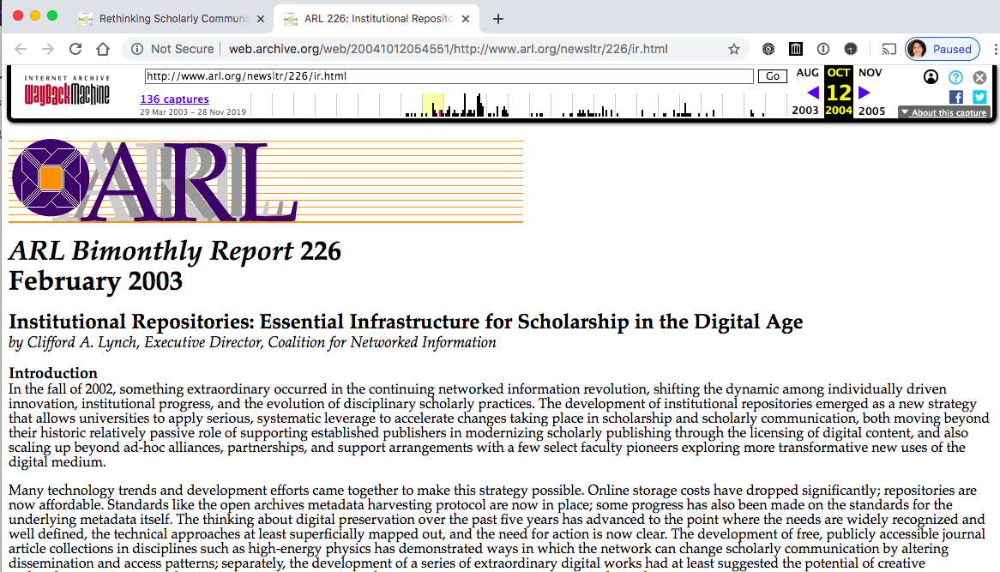 Rethinking Scholarly Communi
ARL 226: Institutional Reposito
Not Secure
web.archive.org/web/20041012054551/http://www.arl.org/newsltr/226/ir.html
Paused
INTERNET ARCHIVE
WayBackMachine
http://www.arl.org/newsltr/226/ir.html
Go
136 captures
29 Mar 2003 – 28 Nov 2019
AUG OCT NOV
12
2003 2004 2005
About this capture
ARL
ARL Bimonthly Report 226
February 2003
Institutional Repositories: Essential Infrastructure for Scholarship in the Digital Age
by Clifford A. Lynch, Executive Director, Coalition for Networked Information
Introduction
In the fall of 2002, something extraordinary occurred in the continuing networked information revolution, shifting the dynamic among individually driven
innovation, institutional progress, and the evolution of disciplinary scholarly practices. The development of institutional repositories emerged as a new strategy
that allows universities to apply serious, systematic leverage to accelerate changes taking place in scholarship and scholarly communication, both moving beyond
their historic relatively passive role of supporting established publishers in modernizing scholarly publishing through the licensing of digital content, and also
scaling up beyond ad-hoc alliances, partnerships, and support arrangements with a few select faculty pioneers exploring more transformative new uses of the
digital medium.
Many technology trends and development efforts came together to make this strategy possible. Online storage costs have dropped significantly; repositories are
now affordable. Standards like the open archives metadata harvesting protocol are now in place; some progress has also been made on the standards for the
underlying metadata itself. The thinking about digital preservation over the past five years has advanced to the point where the needs are widely recognized and
well defined, the technical approaches at least superficially mapped out, and the need for action is now clear. The development of free, publicly accessible journal
article collections in disciplines such as high-energy physics has demonstrated ways in which the network can change scholarly communication by altering
dissemination and access patterns; separately, the development of a series of extraordinary digital works had at least suggested the potential of creative